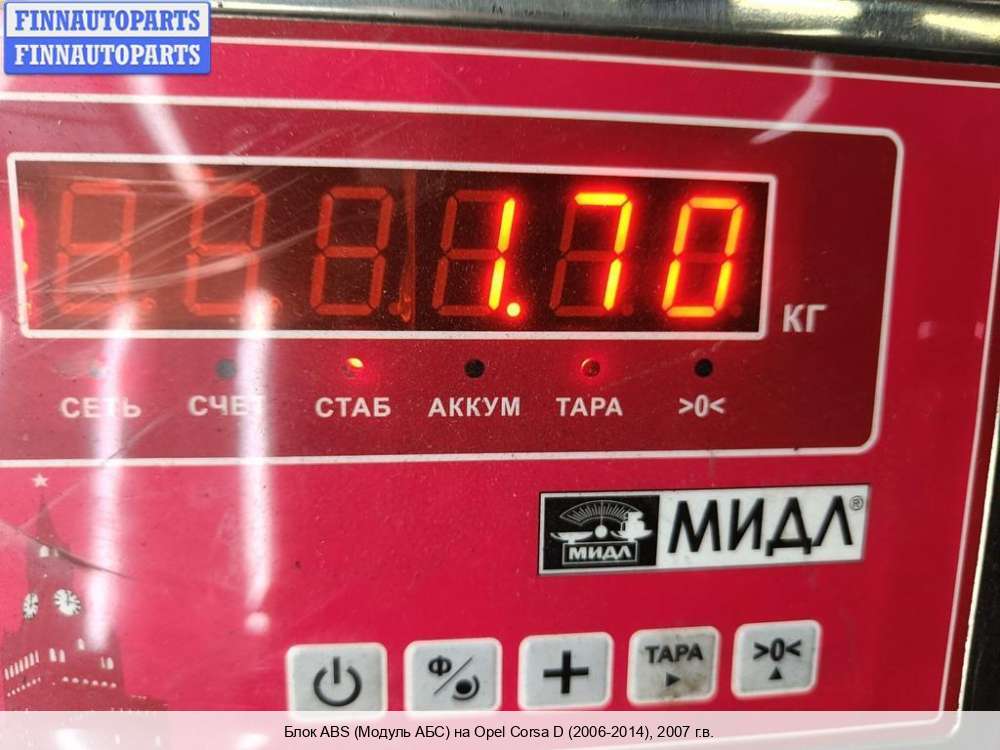 FINNAUTOPARTS
FINNAUTOPARTS
1.70
КГ
СЕТЬ СЧЕТ СТАБ АККУМ ТАРА >0<
МИДЛ МИДЛ®
Ф ТАРА >0<
Блок ABS (Модуль АБС) на Opel Corsa D (2006-2014), 2007 г.в.